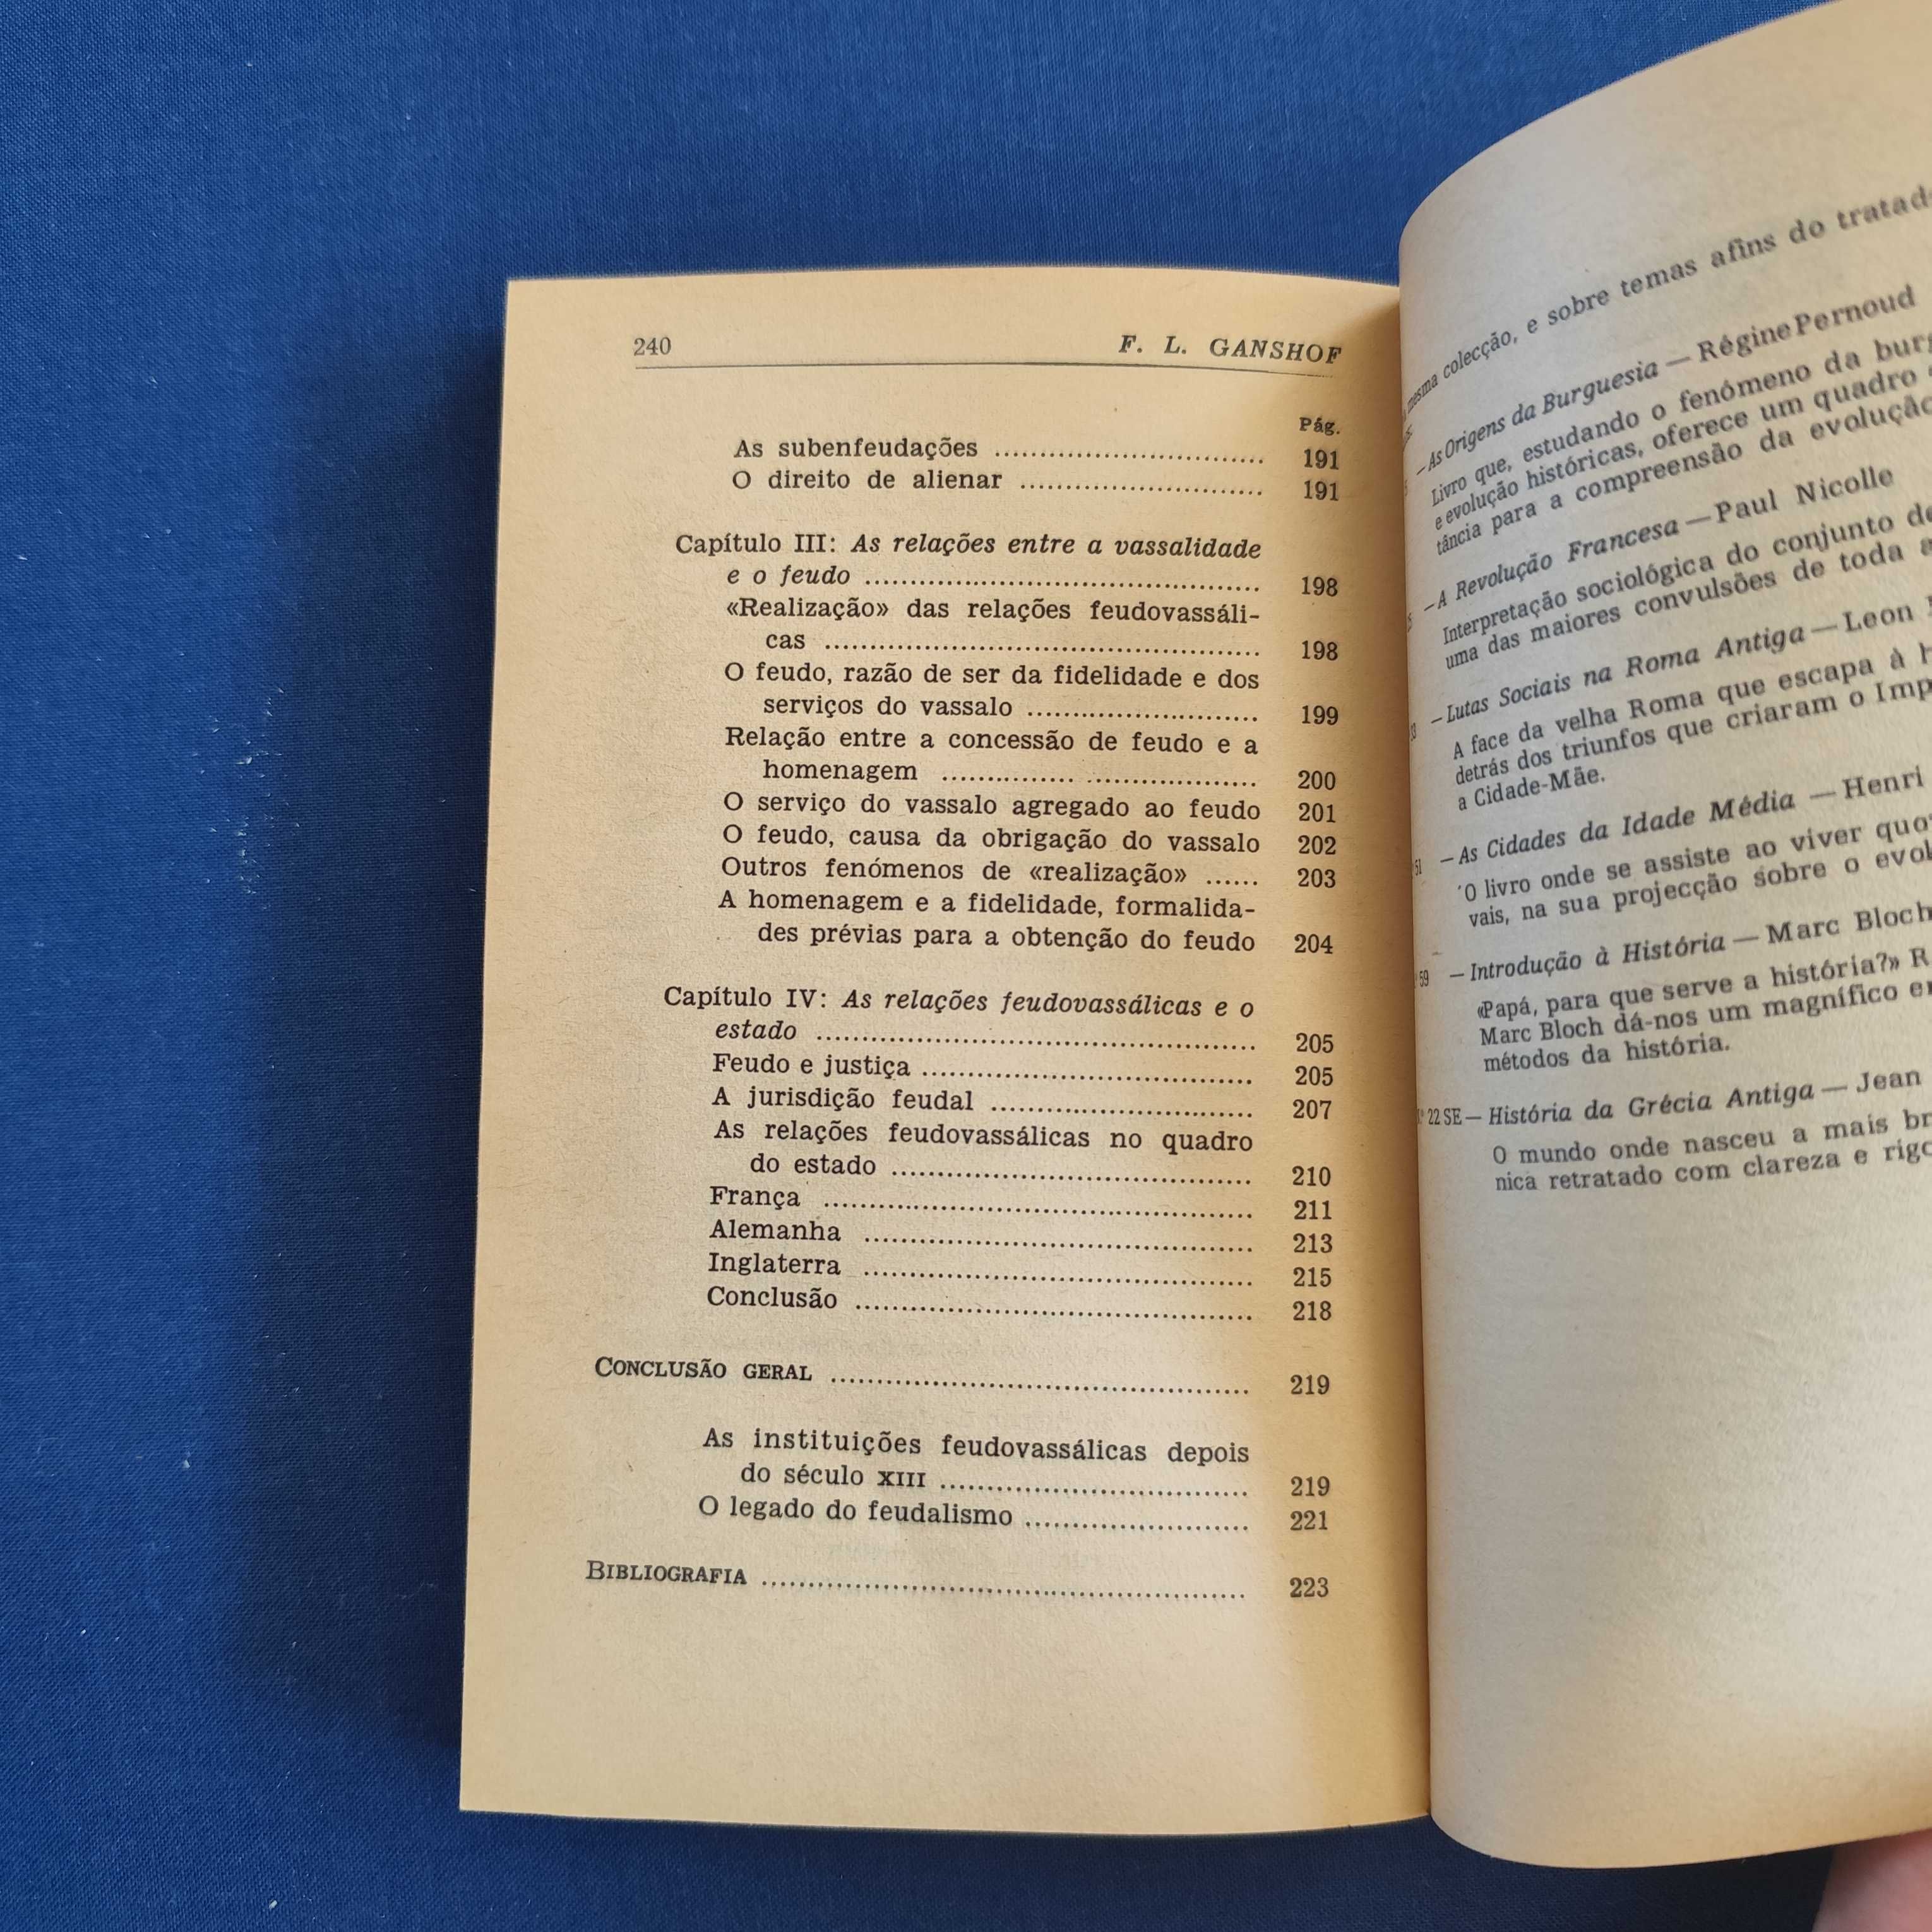 240 F. L. GANSHOF
Pág.
As subenfeudações .............................. 191
O direito de alienar ........................... 191
Capítulo III: As relações entre a vassalidade
e o feudo ........................................... 198
«Realização» das relações feudovassáli-
cas ................................................ 198
O feudo, razão de ser da fidelidade e dos
serviços do vassalo ......................... 199
Relação entre a concessão de feudo e a
homenagem .............. ................... 200
O serviço do vassalo agregado ao feudo 201
O feudo, causa da obrigação do vassalo 202
Outros fenómenos de «realização» ...... 203
A homenagem e a fidelidade, formalida-
des prévias para a obtenção do feudo 204
Capítulo IV: As relações feudovassálicas e o
estado ................................................ 205
Feudo e justiça .................................... 205
A jurisdição feudal ............................. 207
As relações feudovassálicas no quadro
do estado ....................................... 210
França ............................................... 211
Alemanha .......................................... 213
Inglaterra .......................................... 215
Conclusão ........................................... 218
CONCLUSÃO GERAL .............................................. 219
As instituições feudovassálicas depois
do século XIII .................................. 219
O legado do feudalismo ........................ 221
BIBLIOGRAFIA ..................................................... 223
mesma colecção, e sobre temas afins do
— As Origens da Burguesia — Régine Pernoud
Livro que, estudando o fenómeno da
e evolução históricas, oferece um quadro
tância para a compreensão da
— A Revolução Francesa — Paul Nicolle
Interpretação sociológica do conjunto
uma das maiores convulsões de toda
— Lutas Sociais na Roma Antiga — Leon
A face da velha Roma que escapa à
detrás dos triunfos que criaram o
a Cidade-Mãe.
51 — As Cidades da Idade Média — Henri
O livro onde se assiste ao viver
vais, na sua projecção sobre o
59 — Introdução à História — Marc Bloch
«Papá, para que serve a história?»
Marc Bloch dá-nos um magnífico
métodos da história.
22 SE — História da Grécia Antiga — Jean
O mundo onde nasceu a mais
nica retratado com clareza e